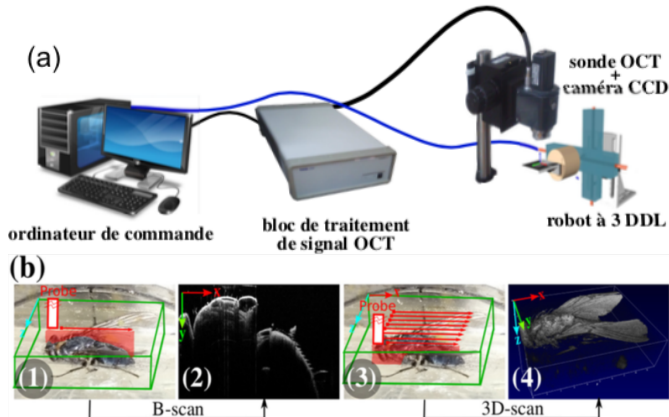 (a)
sonde OCT
+
caméra CCD
ordinateur de commande
bloc de traitement
de signal OCT
robot à 3 DDL
(b)
Probe
x
(1)
x
y
(2)
Probe
x
(3)
x
y
z
(4)
B-scan
3D-scan